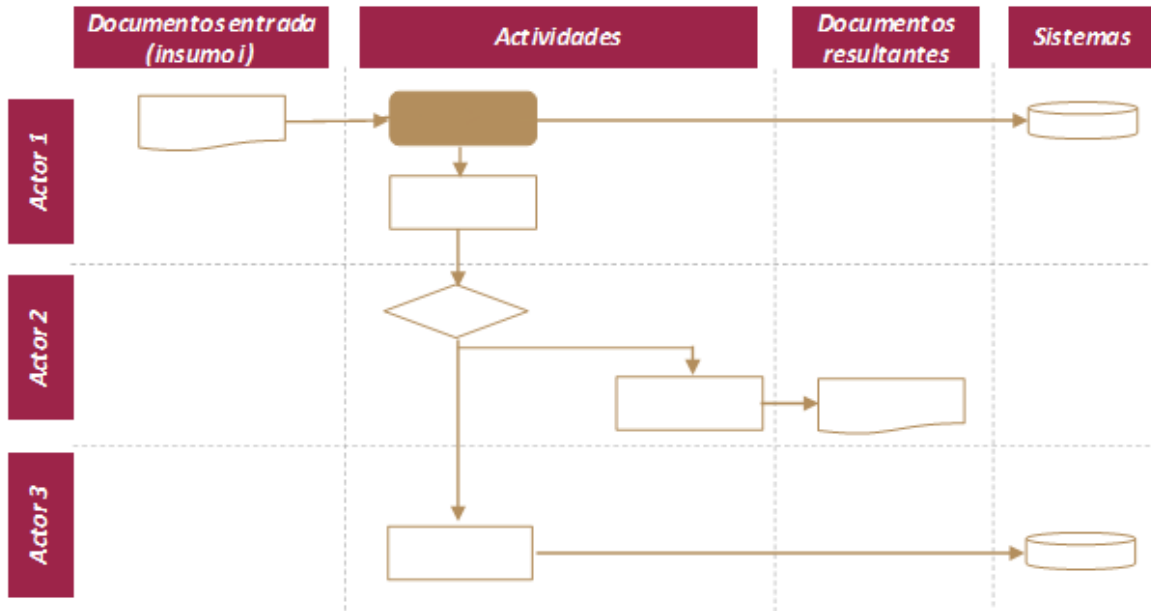 Documentos entrada
(insumo i)
Actividades
Documentos
resultantes
Sistemas
Actor 1
Actor 2
Actor 3